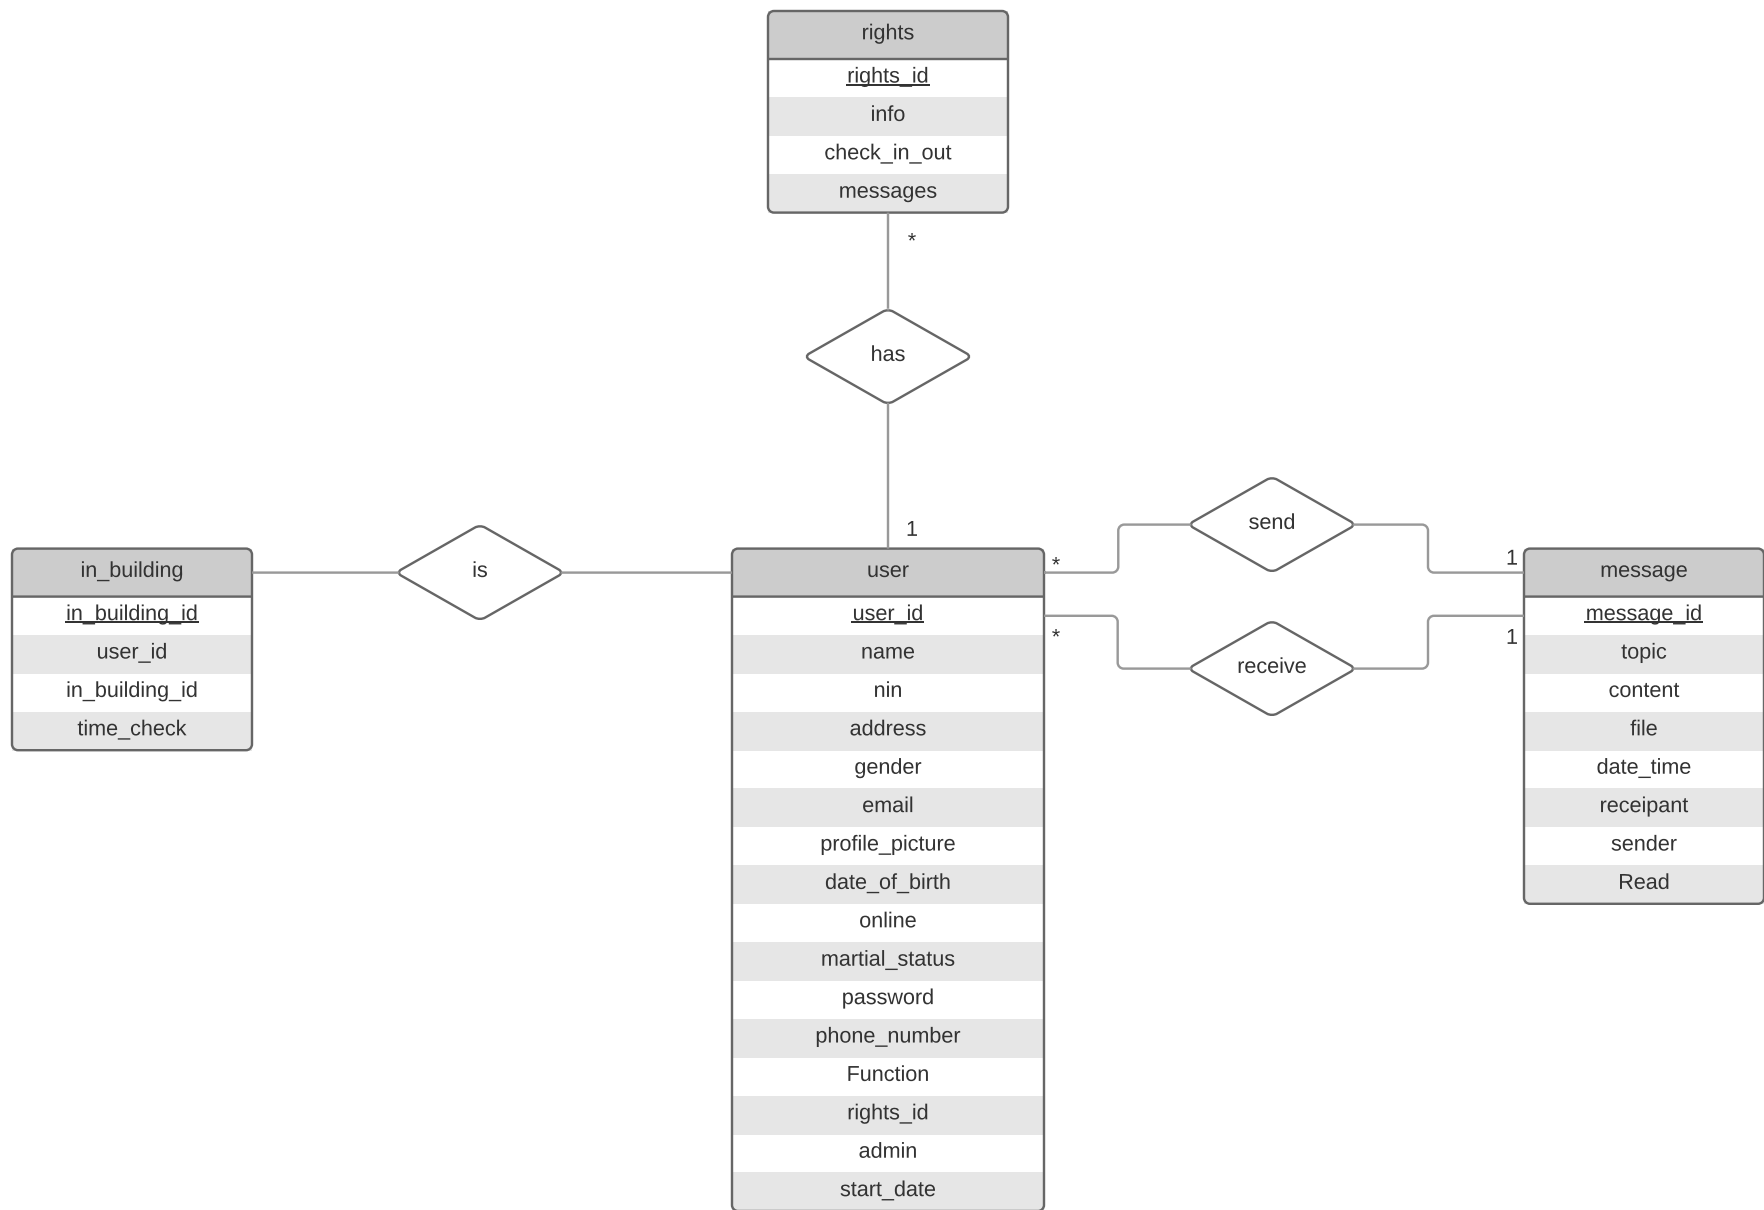 rights
rights_id
info
check_in_out
messages
*
has
1
in_building
in_building_id
user_id
in_building_id
time_check
is
user
user_id
name
nin
address
gender
email
profile_picture
date_of_birth
online
martial_status
password
phone_number
Function
rights_id
admin
start_date
*
send
1
*
receive
1
message
message_id
topic
content
file
date_time
receipant
sender
Read